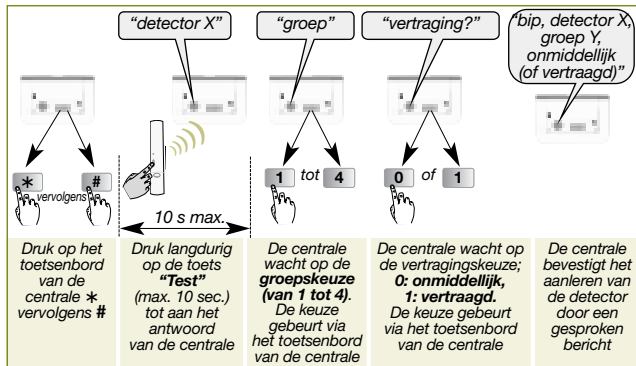 "detector X"
"groep"
"vertraging?"
"bip, detector X,
groep Y,
onmiddellijk
(of vertraagd)"
* vervolgens #
10 s max.
1 tot 4
0 of 1
Druk op het
toetsenbord
van de
centrale *
vervolgens #
Druk langdurig
op de toets
"Test"
(max. 10 sec.)
tot aan het
antwoord
van de centrale
De centrale
wacht op de
groepskeuze
(van 1 tot 4).
De keuze
gebeurt via
het toetsenbord
van de centrale
De centrale wacht op
de vertragingskeuze;
0: onmiddellijk,
1: vertraagd.
De keuze gebeurt
via het toetsenbord
van de centrale
De centrale
bevestigt het
aanleren van
de detector
door een
gesproken
bericht